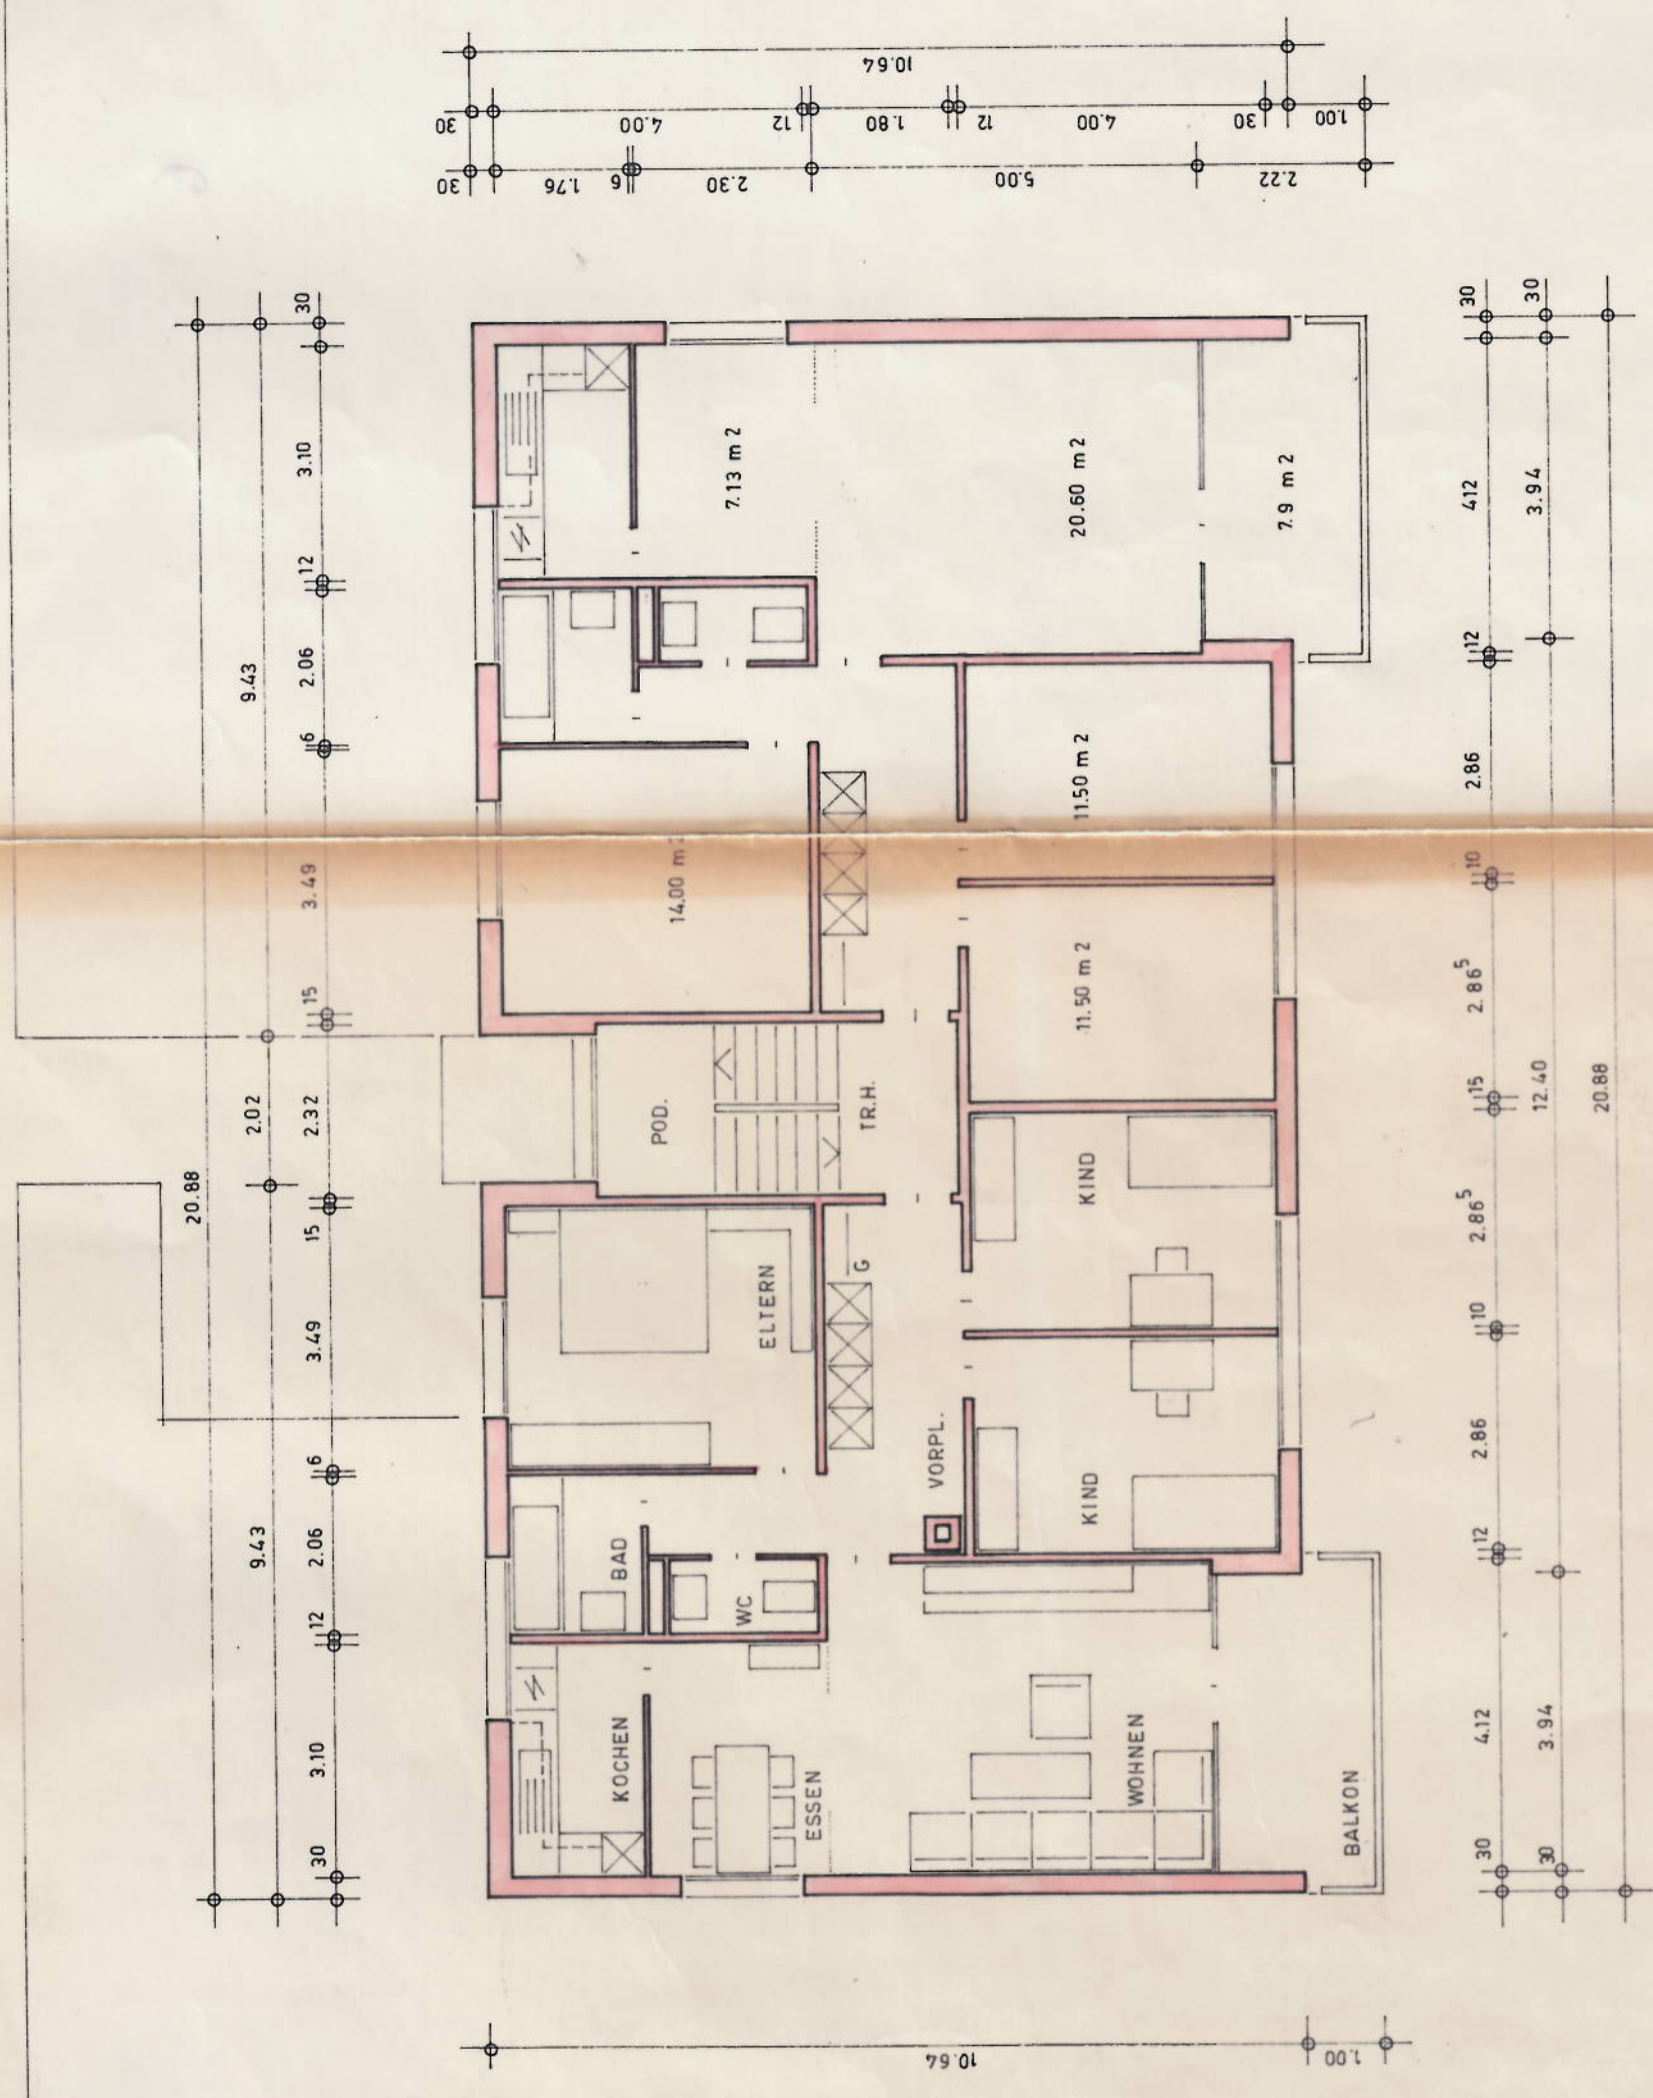 20.88
9.43 2.02 9.43
30 3.10 12 2.06 6 3.49 15 2.32 15 3.49 6 2.06 12 3.10 30
KOCHEN
BAD
POD.
14.00 m 2
7.13 m 2
WC
ELTERN
ESSEN
G
TR.H.
VORPL.
WOHNEN
KIND
KIND
11.50 m 2
11.50 m 2
20.60 m 2
BALKON
7.9 m 2
30 4.12 12 2.86 10 2.86⁵ 15 2.86⁵ 10 2.86 12 412 30
30 3.94 12.40 3.94 30
20.88
10.64 1.00
30 1.76 6 2.30 5.00 2.22
30 4.00 12 1.80 12 4.00 30 1.00
10.64